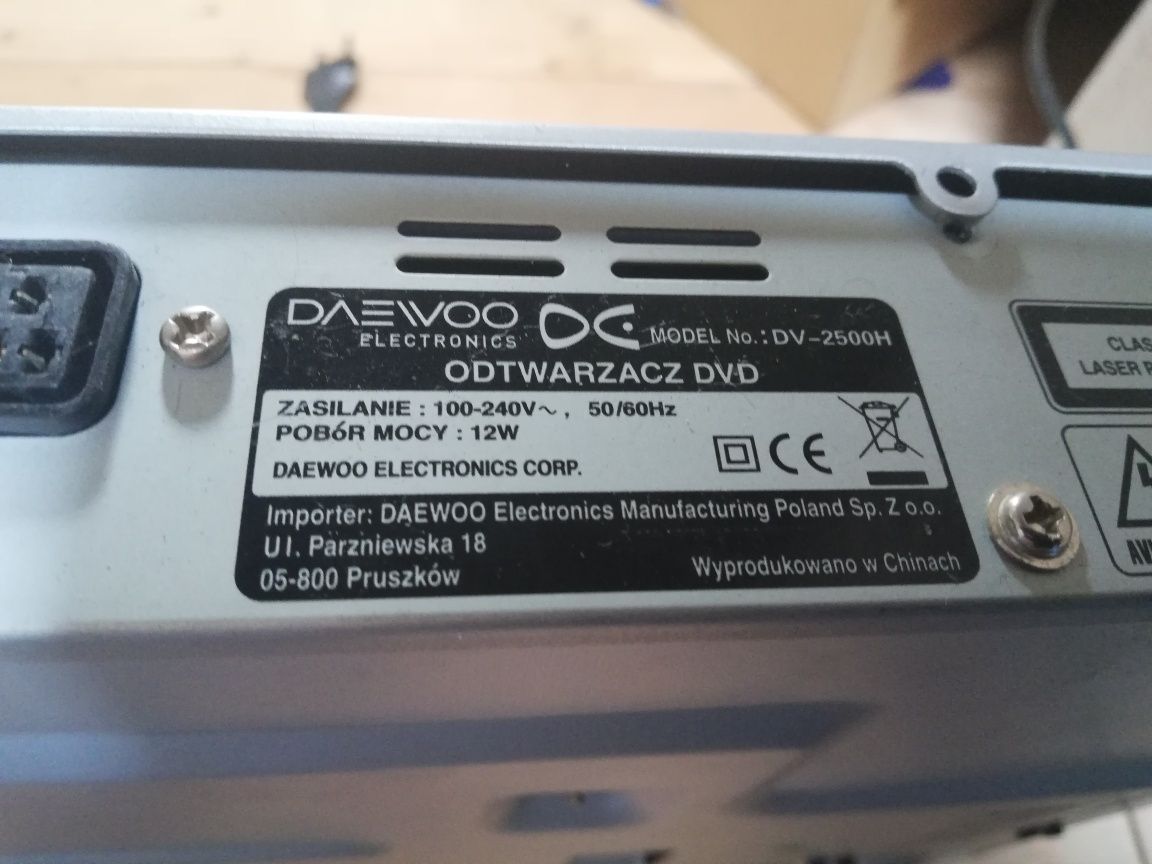 DAEWOO
ELECTRONICS
MODEL No.: DV-2500H
ODTWARZACZ DVD
ZASILANIE : 100-240V~, 50/60Hz
POBóR MOCY : 12W
DAEWOO ELECTRONICS CORP.
CE
Importer: DAEWOO Electronics Manufacturing Poland Sp. Z o.o.
Ul. Parzniewska 18
05-800 Pruszków
Wyprodukowano w Chinach
LASER